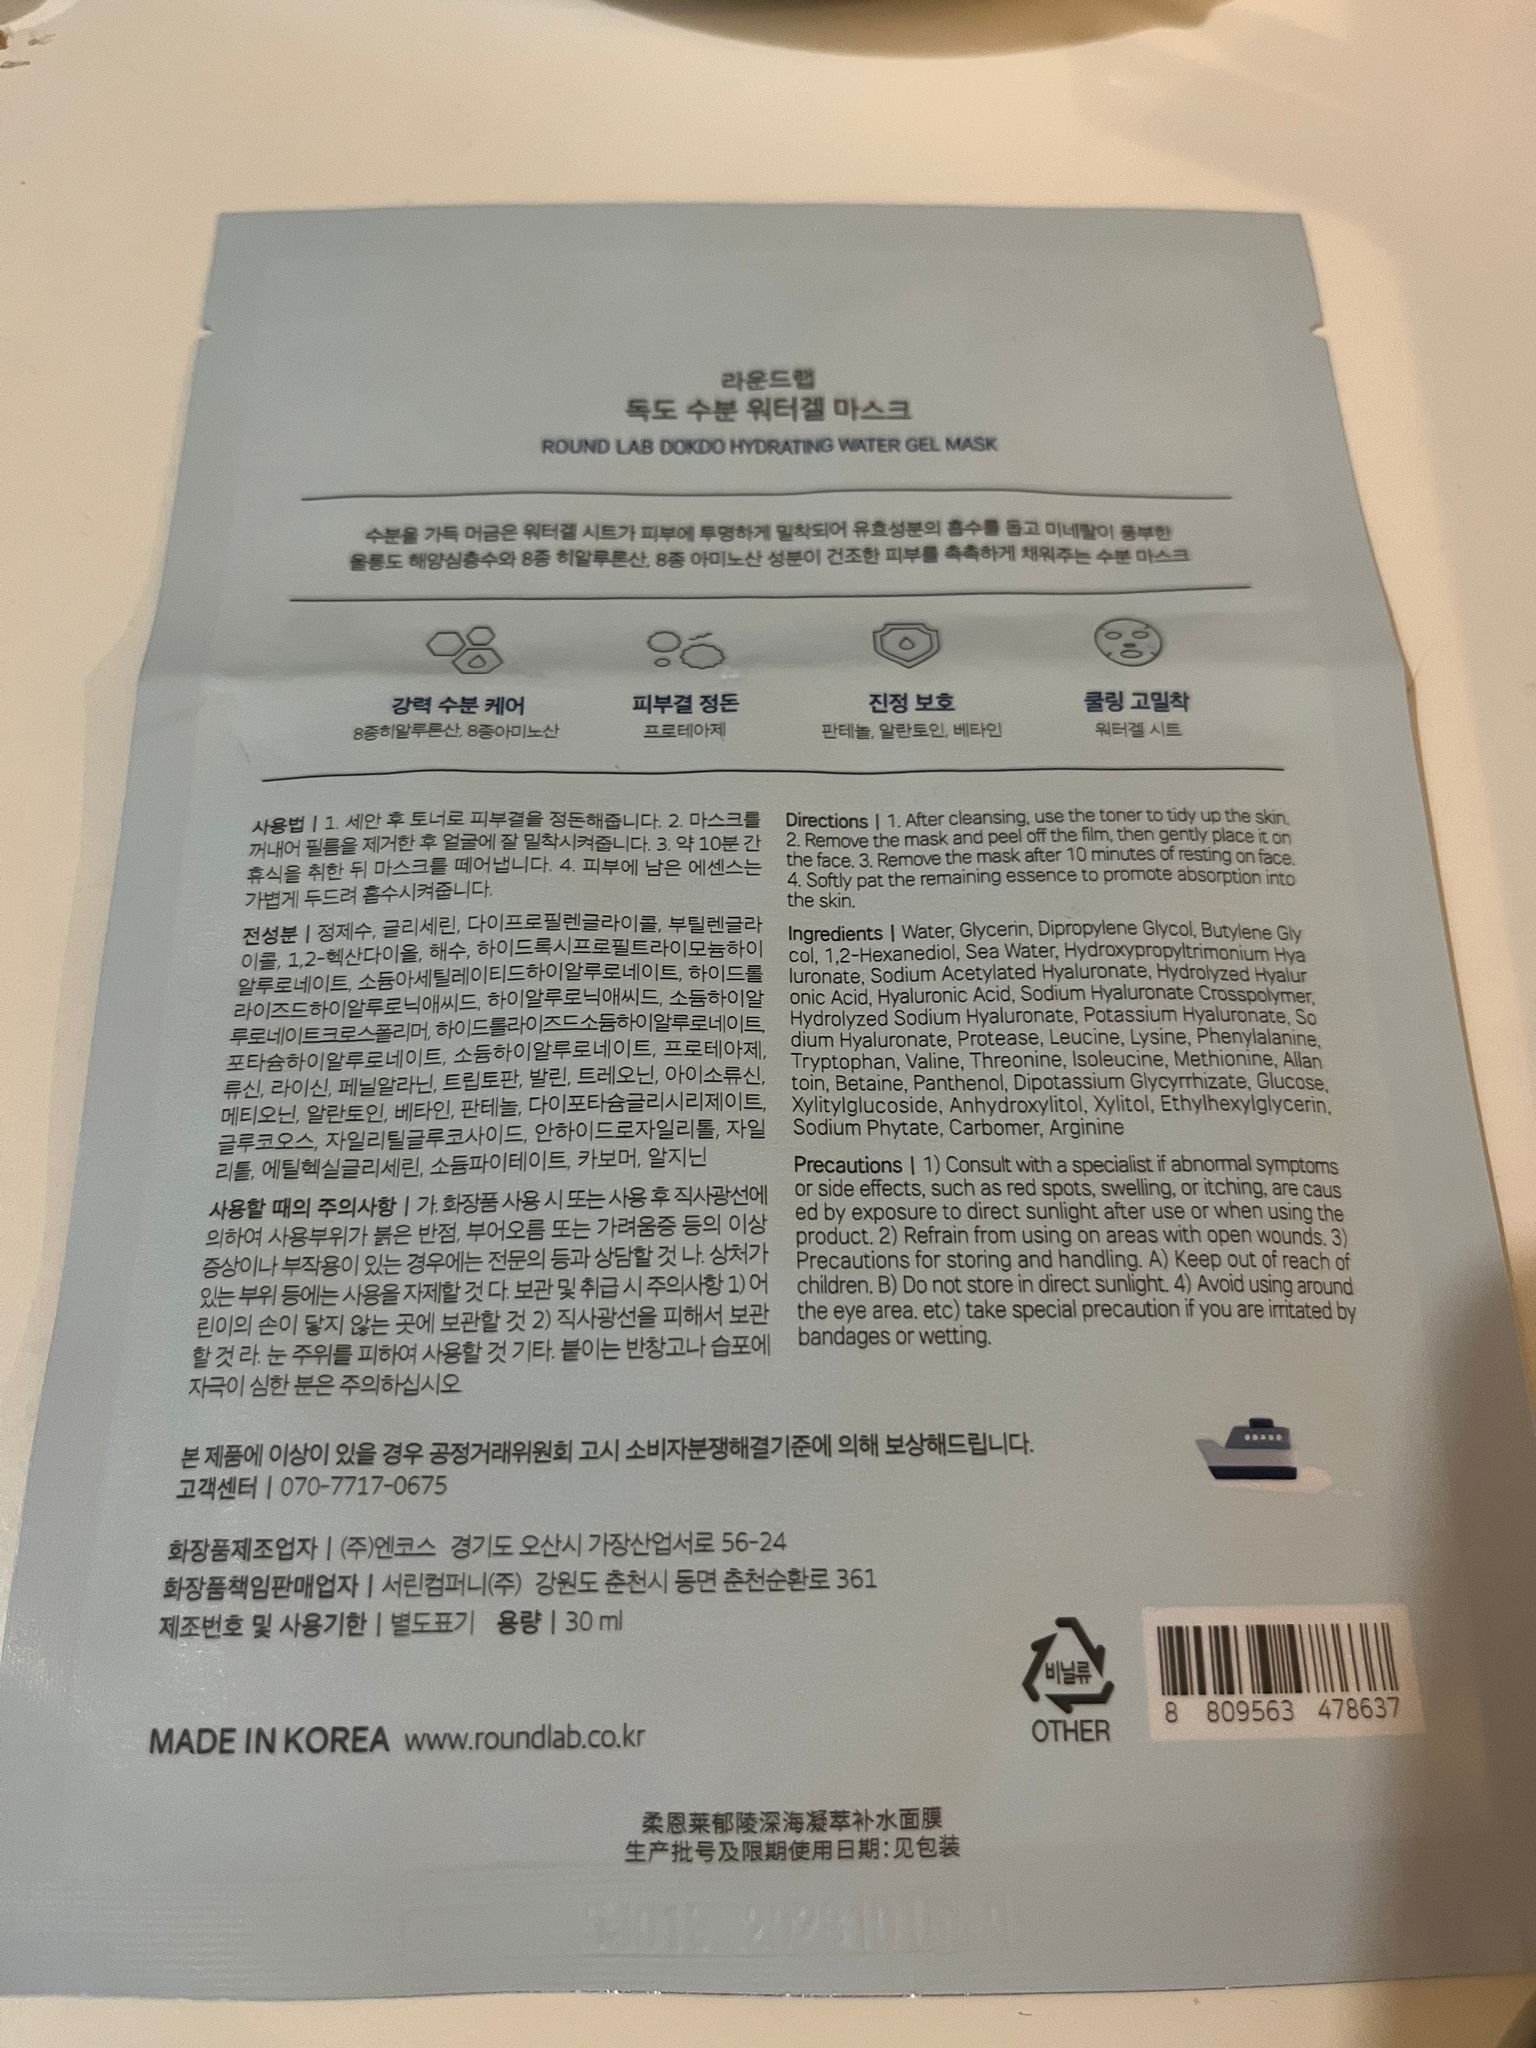 라운드랩
독도 수분 워터겔 마스크
ROUND LAB DOKDO HYDRATING WATER GEL MASK
수분을 가득 머금은 워터겔 시트가 피부에 투명하게 밀착되어 유효성분의 흡수를 돕고 미네랄이 풍부한
울릉도 해양심층수와 8종 히알루론산, 8종 아미노산 성분이 건조한 피부를 촉촉하게 채워주는 수분 마스크
강력 수분 케어
8종히알루론산, 8종아미노산
피부결 정돈
프로테아제
진정 보호
판테놀, 알란토인, 베타인
쿨링 고밀착
워터겔 시트
사용법 | 1. 세안 후 토너로 피부결을 정돈해줍니다. 2. 마스크를
꺼내어 필름을 제거한 후 얼굴에 잘 밀착시켜줍니다. 3. 약 10분 간
휴식을 취한 뒤 마스크를 떼어냅니다. 4. 피부에 남은 에센스는
가볍게 두드려 흡수시켜줍니다.
전성분 | 정제수, 글리세린, 다이프로필렌글라이콜, 부틸렌글라
이콜, 1,2-헥산다이올, 해수, 하이드록시프로필트라이모늄하이
알루로네이트, 소듐아세틸레이티드하이알루로네이트, 하이드롤
라이즈드하이알루로닉애씨드, 하이알루로닉애씨드, 소듐하이알
루로네이트크로스폴리머, 하이드롤라이즈드소듐하이알루로네이트,
포타슘하이알루로네이트, 소듐하이알루로네이트, 프로테아제,
류신, 라이신, 페닐알라닌, 트립토판, 발린, 트레오닌, 아이소류신,
메티오닌, 알란토인, 베타인, 판테놀, 다이포타슘글리시리제이트,
글루코오스, 자일리틸글루코사이드, 안하이드로자일리톨, 자일
리톨, 에틸헥실글리세린, 소듐파이테이트, 카보머, 알지닌
사용할 때의 주의사항 | 가. 화장품 사용 시 또는 사용 후 직사광선에
의하여 사용부위가 붉은 반점, 부어오름 또는 가려움증 등의 이상
증상이나 부작용이 있는 경우에는 전문의 등과 상담할 것 나. 상처가
있는 부위 등에는 사용을 자제할 것 다. 보관 및 취급 시 주의사항 1) 어
린이의 손이 닿지 않는 곳에 보관할 것 2) 직사광선을 피해서 보관
할 것 라. 눈 주위를 피하여 사용할 것 기타. 붙이는 반창고나 습포에
자극이 심한 분은 주의하십시오
Directions | 1. After cleansing, use the toner to tidy up the skin.
2. Remove the mask and peel off the film, then gently place it on
the face. 3. Remove the mask after 10 minutes of resting on face.
4. Softly pat the remaining essence to promote absorption into
the skin.
Ingredients | Water, Glycerin, Dipropylene Glycol, Butylene Gly
col, 1,2-Hexanediol, Sea Water, Hydroxypropyltrimonium Hya
luronate, Sodium Acetylated Hyaluronate, Hydrolyzed Hyalur
onic Acid, Hyaluronic Acid, Sodium Hyaluronate Crosspolymer,
Hydrolyzed Sodium Hyaluronate, Potassium Hyaluronate, So
dium Hyaluronate, Protease, Leucine, Lysine, Phenylalanine,
Tryptophan, Valine, Threonine, Isoleucine, Methionine, Allan
toin, Betaine, Panthenol, Dipotassium Glycyrrhizate, Glucose,
Xylitylglucoside, Anhydroxylitol, Xylitol, Ethylhexylglycerin,
Sodium Phytate, Carbomer, Arginine
Precautions | 1) Consult with a specialist if abnormal symptoms
or side effects, such as red spots, swelling, or itching, are caus
ed by exposure to direct sunlight after use or when using the
product. 2) Refrain from using on areas with open wounds. 3)
Precautions for storing and handling. A) Keep out of reach of
children. B) Do not store in direct sunlight. 4) Avoid using around
the eye area. etc) take special precaution if you are irritated by
bandages or wetting.
본 제품에 이상이 있을 경우 공정거래위원회 고시 소비자분쟁해결기준에 의해 보상해드립니다.
고객센터 | 070-7717-0675
화장품제조업자 | (주)엔코스 경기도 오산시 가장산업서로 56-24
화장품책임판매업자 | 서린컴퍼니(주) 강원도 춘천시 동면 춘천순환로 361
제조번호 및 사용기한 | 별도표기 용량 | 30 ml
비닐류
OTHER
8 809563 478637
MADE IN KOREA www.roundlab.co.kr
柔恩莱郁陵深海凝萃补水面膜
生产批号及限期使用日期：见包装